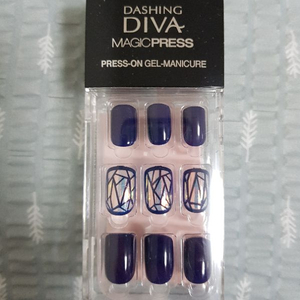 DASHING
DIVA
MAGICPRESS
PRESS-ON GEL-MANICURE